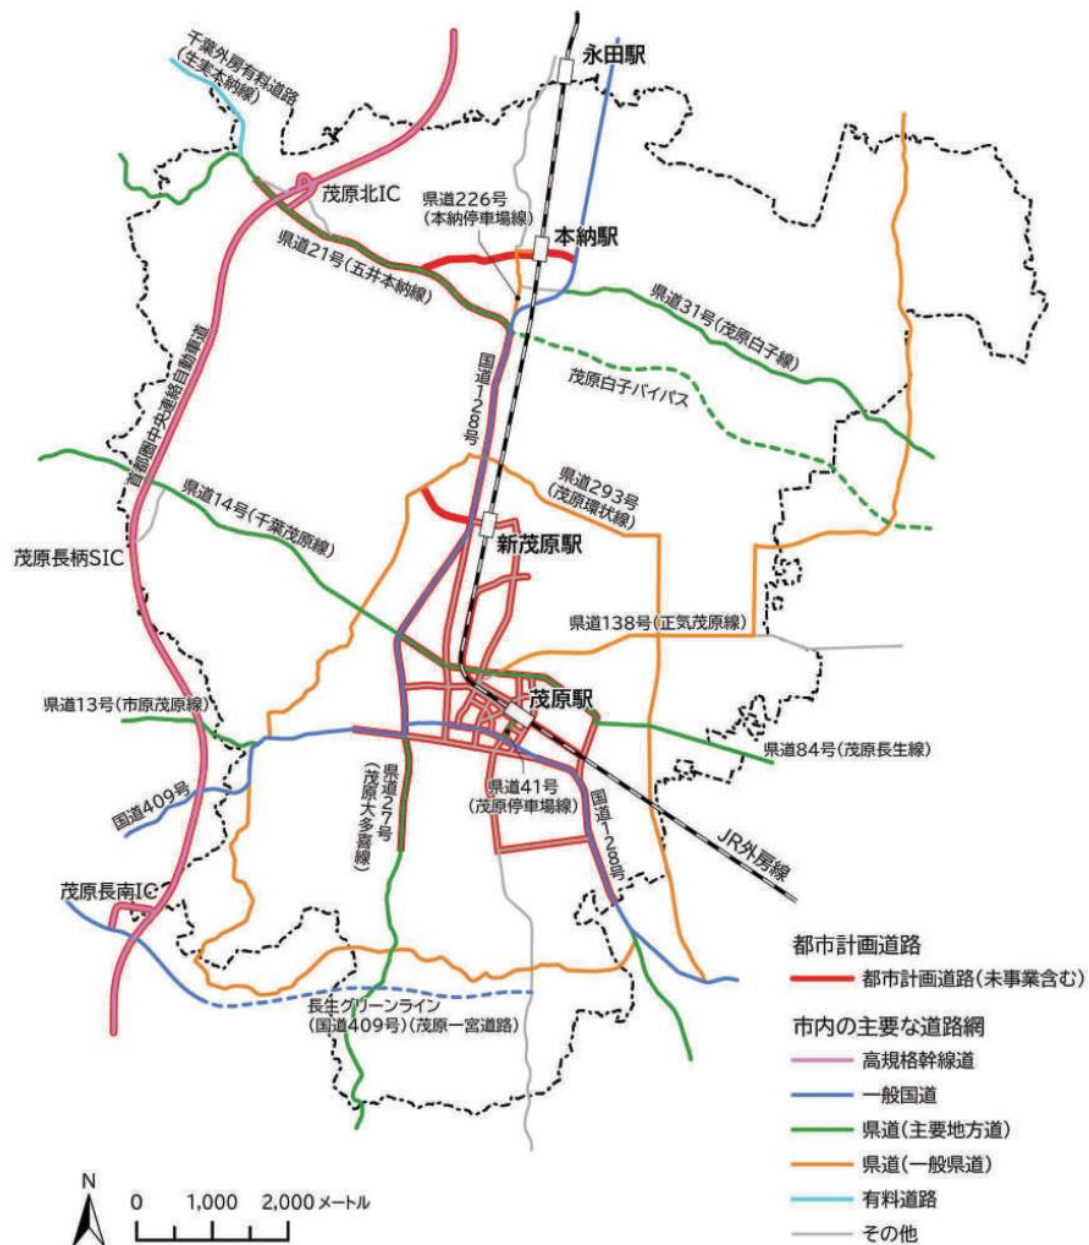 永田駅
千葉外房有料道路
(生実本納線)
茂原北IC
県道226号
(本納停車場線)
本納駅
県道21号(五井本納線)
県道31号(茂原白子線)
首都圏中央連絡自動車道
国道128号
茂原白子バイパス
県道14号(千葉茂原線)
県道293号
(茂原環状線)
新茂原駅
茂原長柄SIC
県道138号(正気茂原線)
県道13号(市原茂原線)
茂原駅
県道84号(茂原長生線)
国道409号
県道27号
(茂原大多喜線)
県道41号
(茂原停車場線)
国道128号
JR外房線
茂原長南IC
長生グリーンライン
(国道409号)(茂原一宮道路)
都市計画道路
都市計画道路(未事業含む)
市内の主要な道路網
高規格幹線道
一般国道
県道(主要地方道)
県道(一般県道)
有料道路
その他
N
0 1,000 2,000 メートル